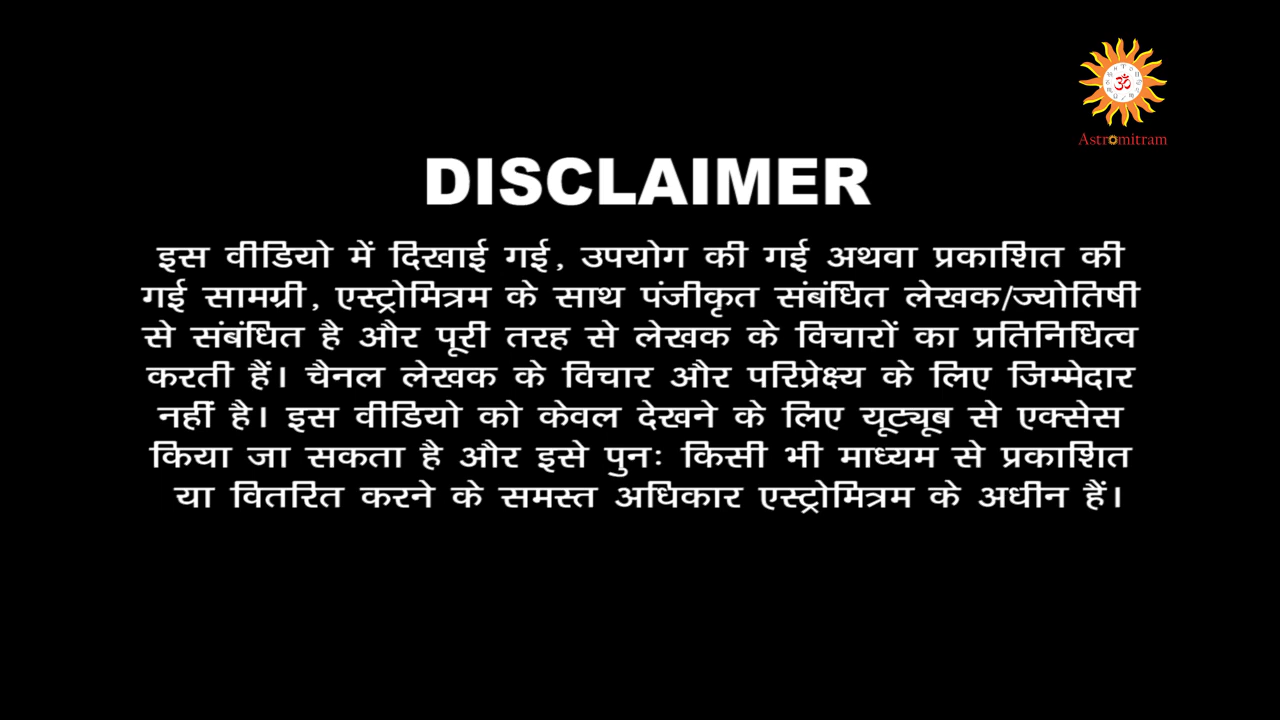 Astromitram
DISCLAIMER
इस वीडियो में दिखाई गई, उपयोग की गई अथवा प्रकाशित की
गई सामग्री, एस्ट्रोमित्रम के साथ पंजीकृत संबंधित लेखक/ज्योतिषी
से संबंधित है और पूरी तरह से लेखक के विचारों का प्रतिनिधित्व
करती हैं। चैनल लेखक के विचार और परिप्रेक्ष्य के लिए जिम्मेदार
नहीं है। इस वीडियो को केवल देखने के लिए यूट्यूब से एक्सेस
किया जा सकता है और इसे पुनः किसी भी माध्यम से प्रकाशित
या वितरित करने के समस्त अधिकार एस्ट्रोमित्रम के अधीन हैं।